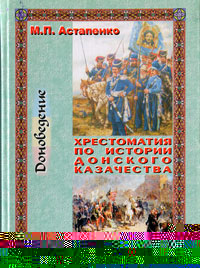 М.П. Астапенко
Доноведение
ХРЕСТОМАТИЯ
ПО ИСТОРИИ
ДОНСКОГО
КАЗАЧЕСТВА